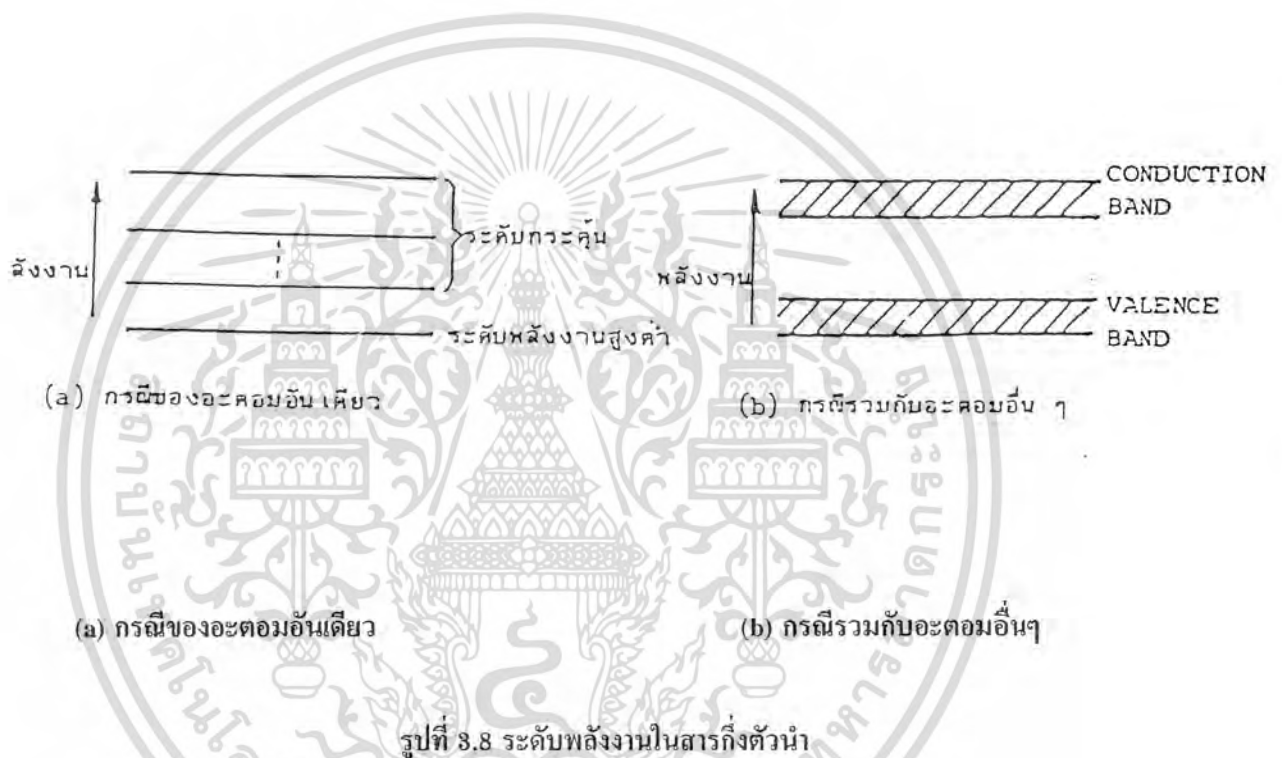 พลังงาน
ระดับกระตุ้น
ระดับพลังงานสูงต่ำ
(a) กรณีของอะตอมอันเดียว
พลังงาน
CONDUCTION
BAND
VALENCE
BAND
(b) กรณีรวมกับอะตอมอื่น ๆ
(a) กรณีของอะตอมอันเดียว
(b) กรณีรวมกับอะตอมอื่นๆ
รูปที่ 3.8 ระดับพลังงานในสารกึ่งตัวนำ